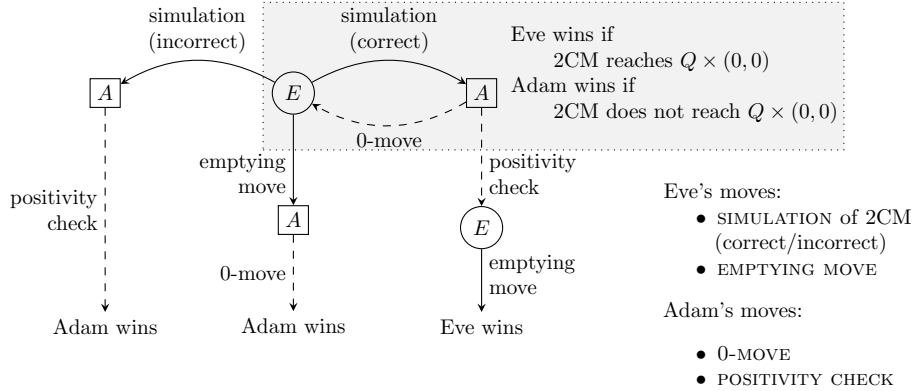 simulation
(incorrect)
simulation
(correct)
Eve wins if
2CM reaches Q × (0, 0)
Adam wins if
2CM does not reach Q × (0, 0)
A
E
A
0-move
emptying
move
positivity
check
positivity
check
A
E
0-move
emptying
move
Adam wins
Adam wins
Eve wins
Eve's moves:
• SIMULATION of 2CM
(correct/incorrect)
• EMPTYING MOVE
Adam's moves:
• 0-MOVE
• POSITIVITY CHECK